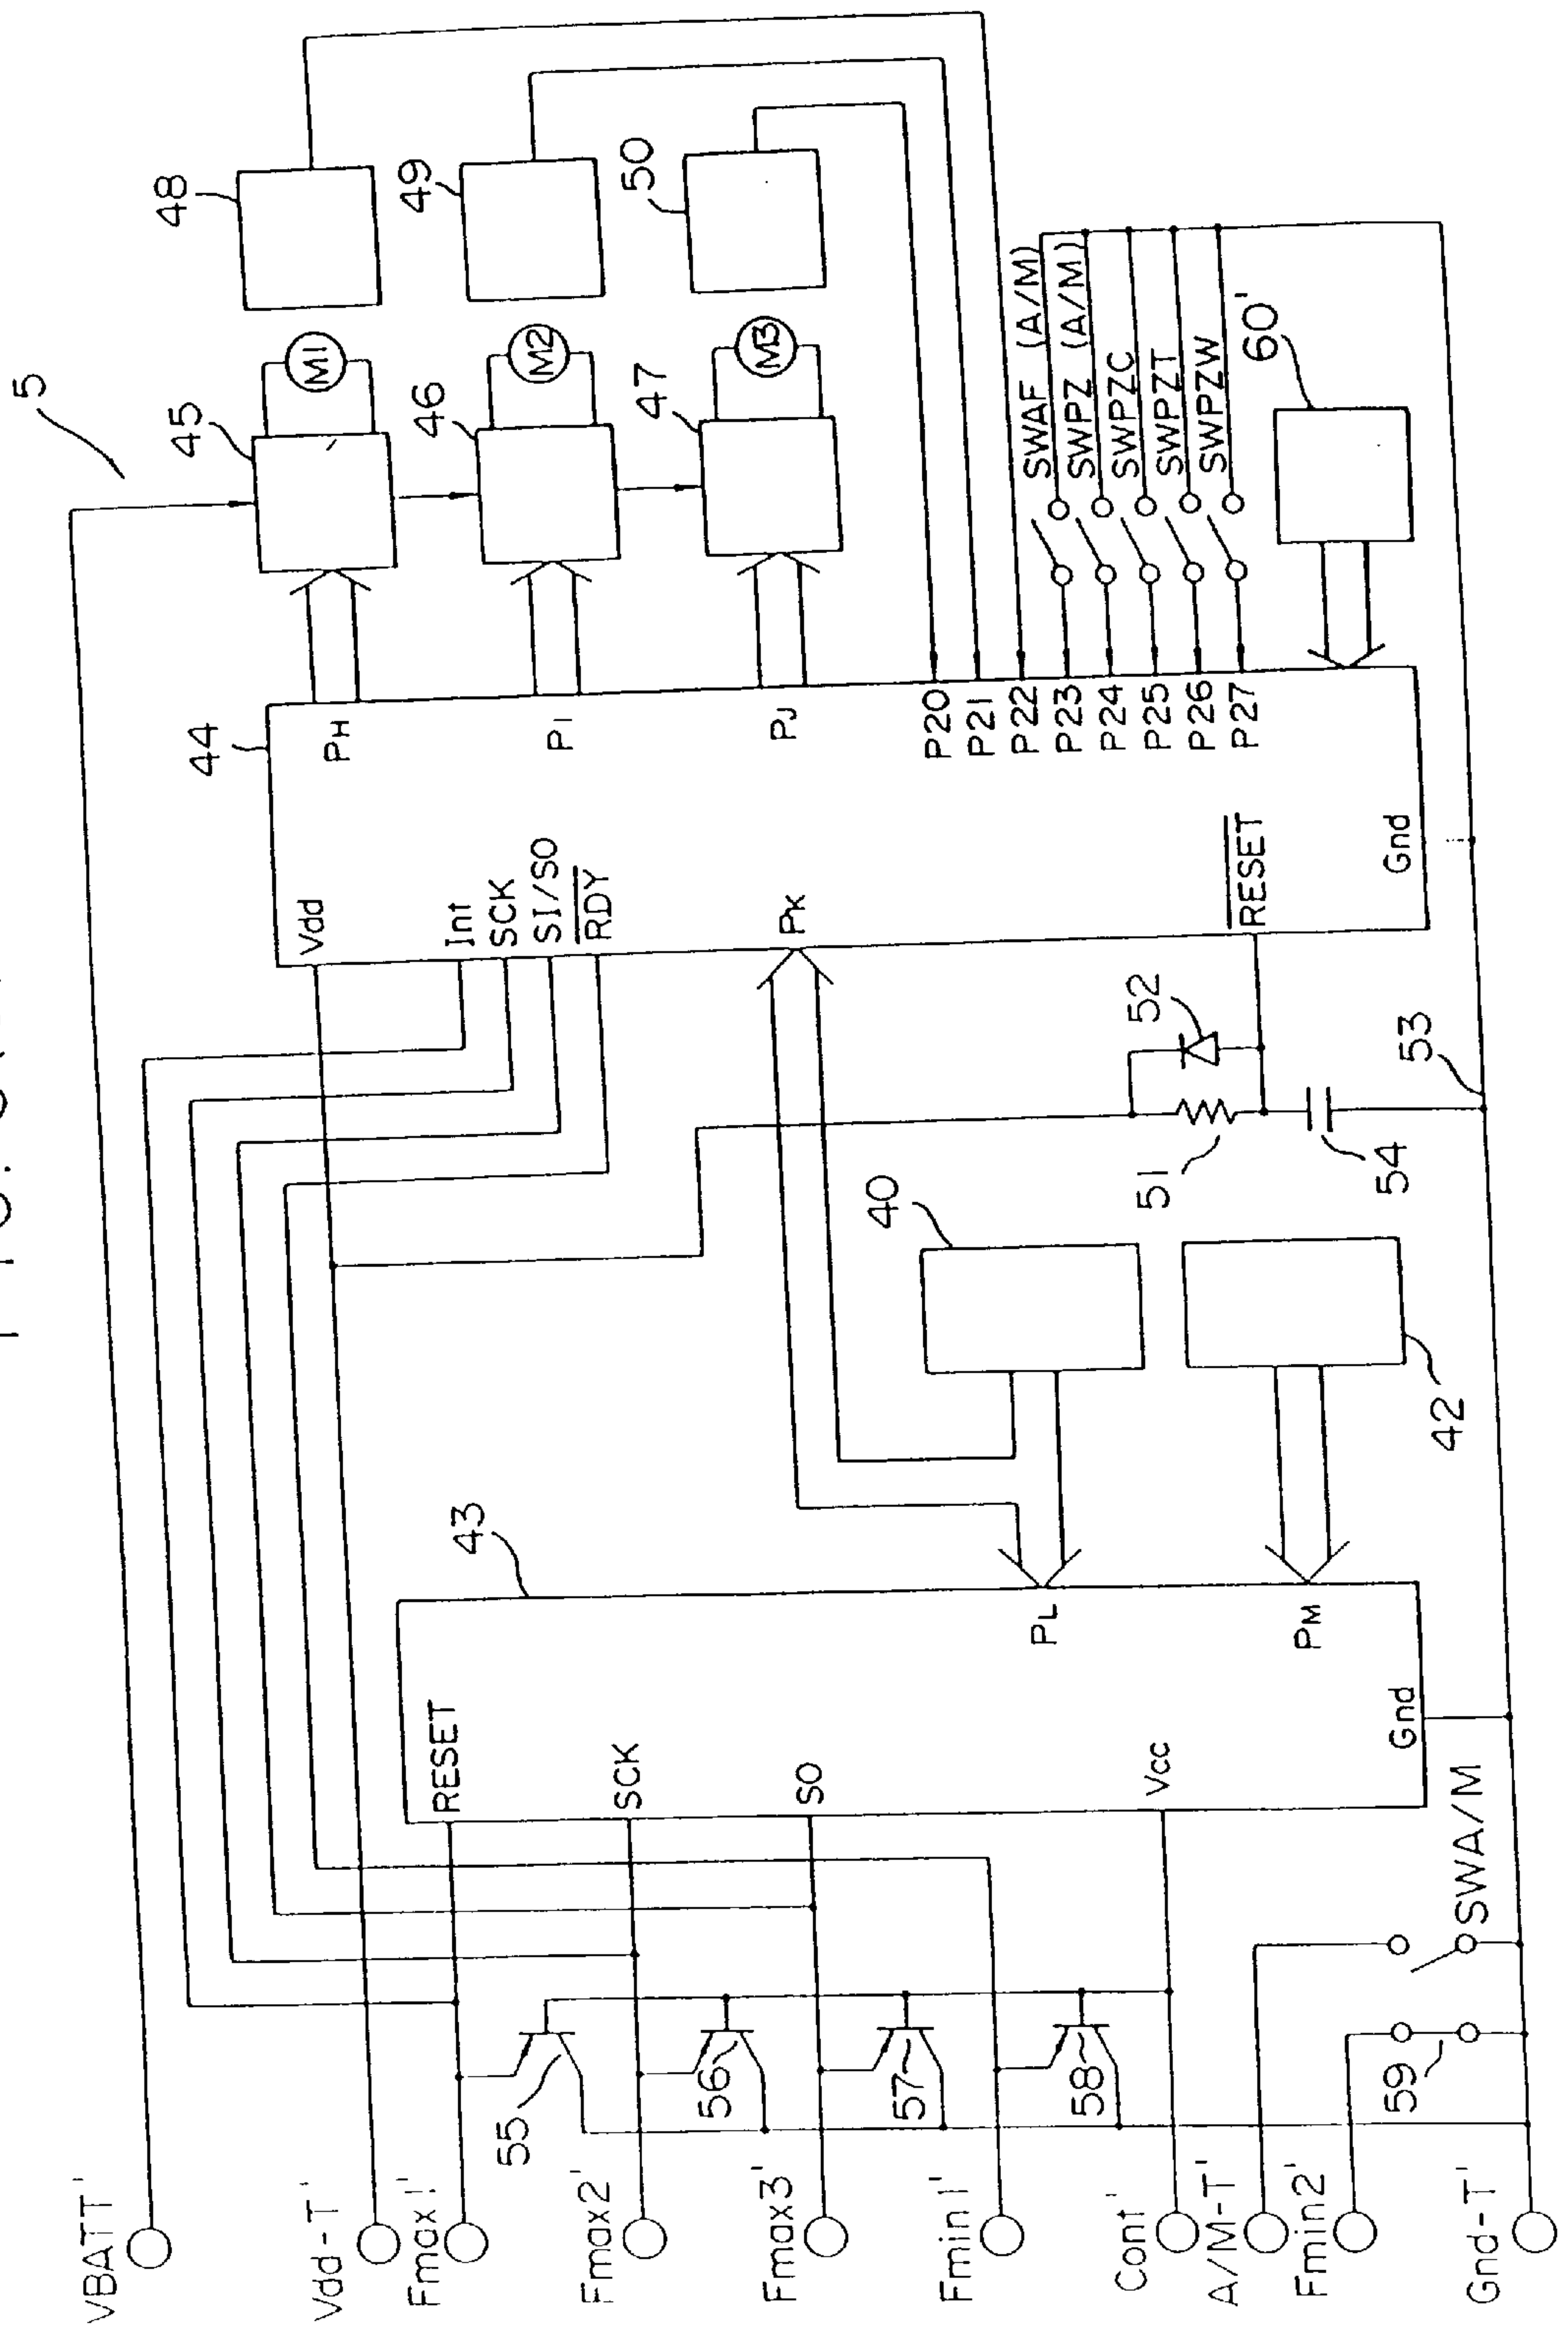 5
48
49
50
45
46
47
M1
M2
M3
44
PH
PI
PJ
P20
P21
P22
P23
P24
P25
P26
P27
SWAF (A/M)
SWPZ (A/M)
SWPZC
SWPZT
SWPZW
60'
Vdd
Int
SCK
SI/SO
RDY
PK
RESET
Gnd
52
53
51
54
40
42
43
RESET
SCK
SO
Vcc
PL
PM
Gnd
SWA/M
55
56
57
58
59
VBATT'
Vdd-T'
Fmax1'
Fmax2'
Fmax3'
Fmin1'
Cont'
A/M-T'
Fmin2'
Gnd-T'